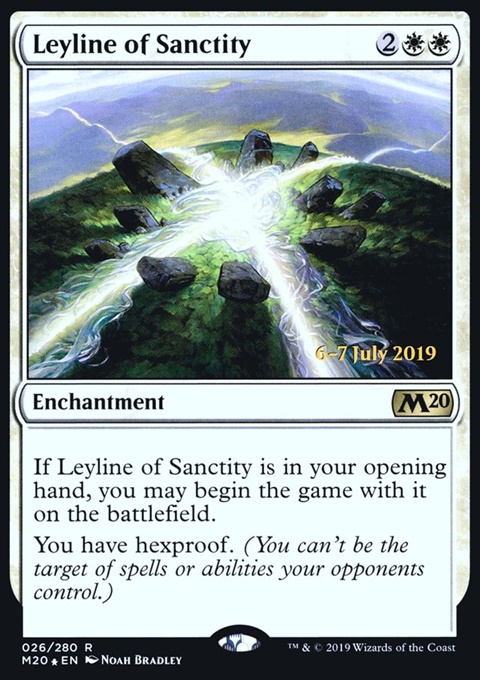 Leyline of Sanctity 2
6–7 July 2019
Enchantment M20
If Leyline of Sanctity is in your opening
hand, you may begin the game with it
on the battlefield.
You have hexproof. (You can't be the
target of spells or abilities your opponents
control.)
026/280 R ™ & © 2019 Wizards of the Coast
M20 ★ EN Noah Bradley